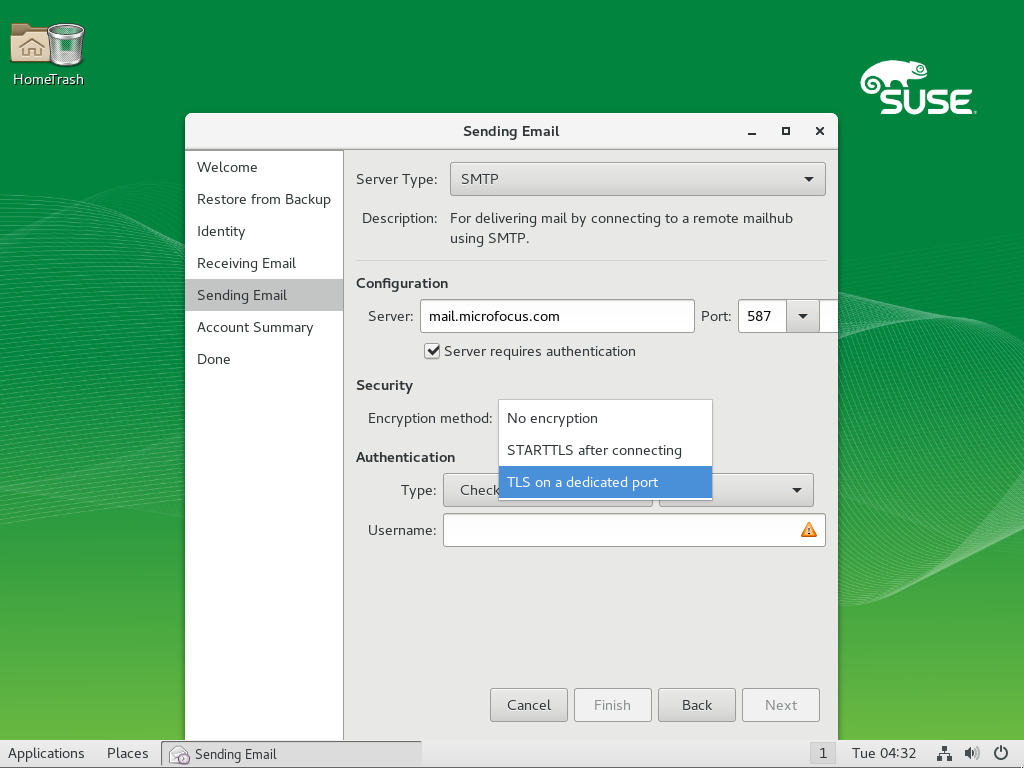 Home
Trash
SUSE
Sending Email
Welcome
Restore from Backup
Identity
Receiving Email
Sending Email
Account Summary
Done
Server Type:
SMTP
Description:
For delivering mail by connecting to a remote mailhub
using SMTP.
Configuration
Server:
mail.microfocus.com
Port:
587
Server requires authentication
Security
Encryption method:
No encryption
STARTTLS after connecting
TLS on a dedicated port
Authentication
Type:
Check
Username:
Cancel
Finish
Back
Next
Applications
Places
Sending Email
1
Tue 04:32